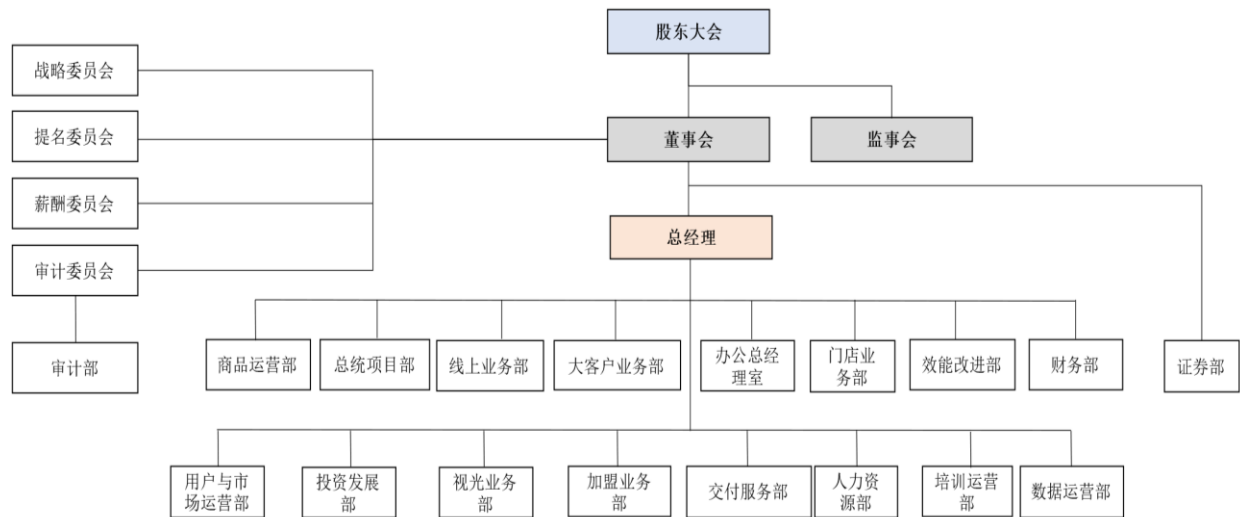 股东大会
战略委员会
提名委员会
董事会
监事会
薪酬委员会
总经理
审计委员会
审计部
商品运营部
总统项目部
线上业务部
大客户业务部
办公总经
理室
门店业
务部
效能改进部
财务部
证券部
用户与市
场运营部
投资发展
部
视光业务
部
加盟业务
部
交付服务部
人力资
源部
培训运营
部
数据运营部